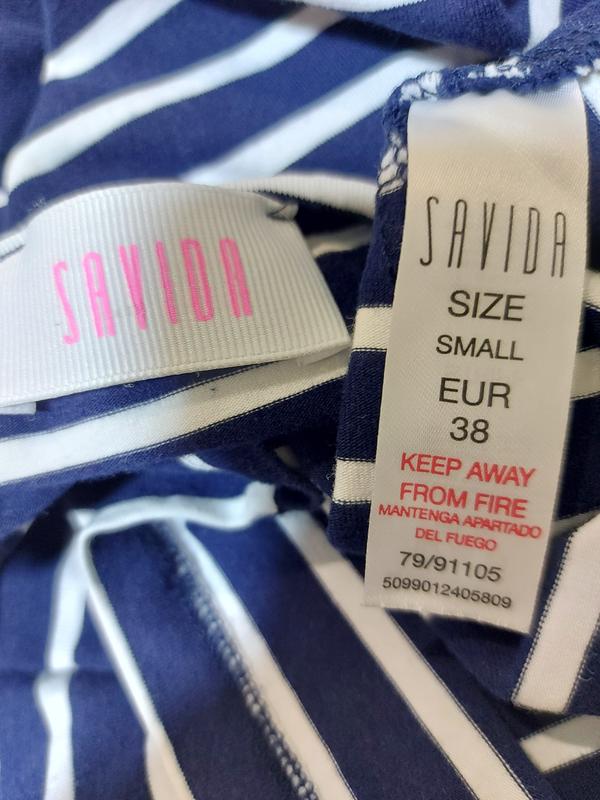 SAVIDA
SAVIDA
SIZE
SMALL
EUR
38
KEEP AWAY
FROM FIRE
MANTENGA APARTADO
DEL FUEGO
79/91105
5099012405809